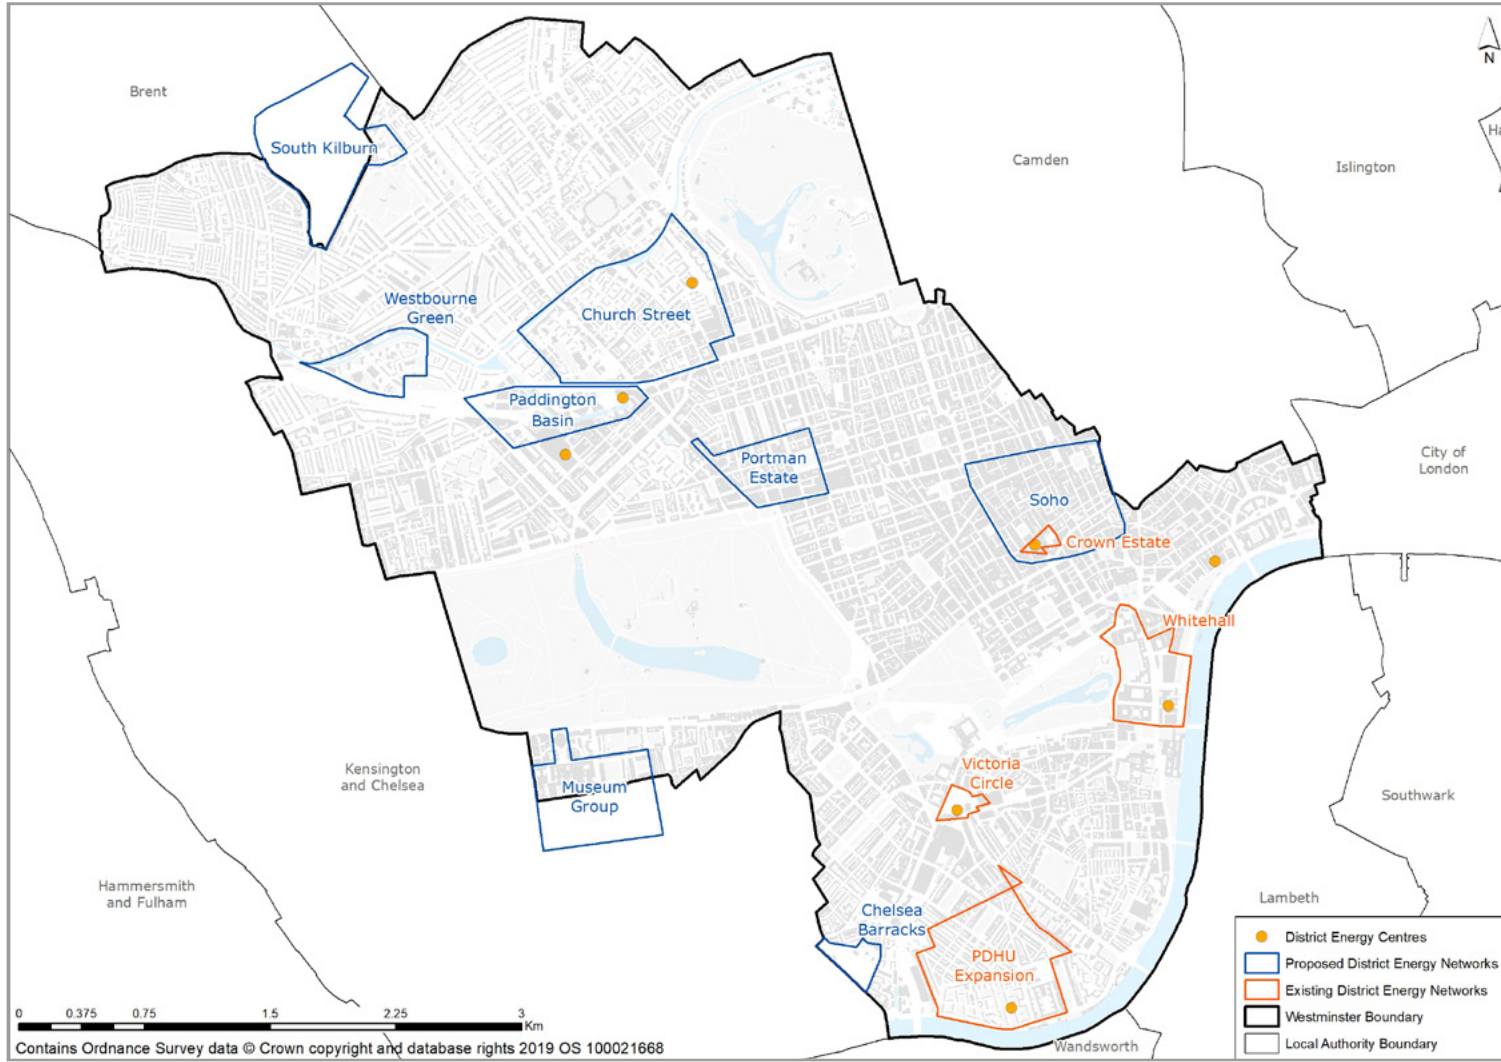 N
Brent
South Kilburn
Camden
Islington
Ha
Westbourne
Green
Church Street
Paddington
Basin
Portman
Estate
City of
London
Soho
Crown Estate
Whitehall
Kensington
and Chelsea
Museum
Group
Victoria
Circle
Southwark
Hammersmith
and Fulham
Lambeth
Chelsea
Barracks
PDHU
Expansion
District Energy Centres
Proposed District Energy Networks
Existing District Energy Networks
Westminster Boundary
Local Authority Boundary
0 0.375 0.75 1.5 2.25 3
Km
Contains Ordnance Survey data © Crown copyright and database rights 2019 OS 100021668
Wandsworth